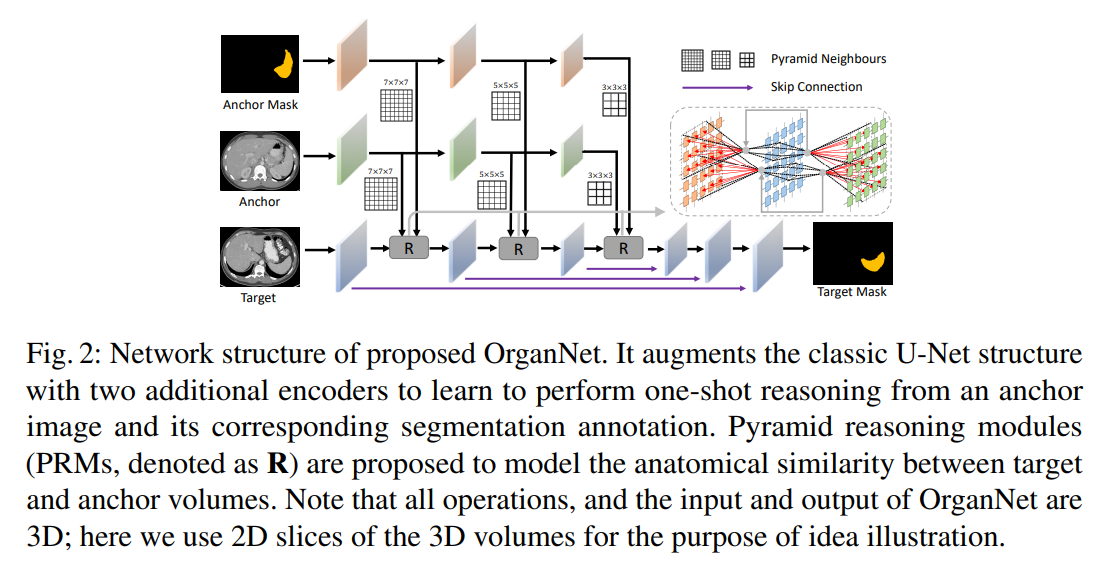 Anchor Mask
7×7×7
5×5×5
3×3×3
Pyramid Neighbours
Skip Connection
Anchor
7×7×7
5×5×5
3×3×3
Target
R
R
R
Target Mask
Fig. 2: Network structure of proposed OrganNet. It augments the classic U-Net structure
with two additional encoders to learn to perform one-shot reasoning from an anchor
image and its corresponding segmentation annotation. Pyramid reasoning modules
(PRMs, denoted as R) are proposed to model the anatomical similarity between target
and anchor volumes. Note that all operations, and the input and output of OrganNet are
3D; here we use 2D slices of the 3D volumes for the purpose of idea illustration.